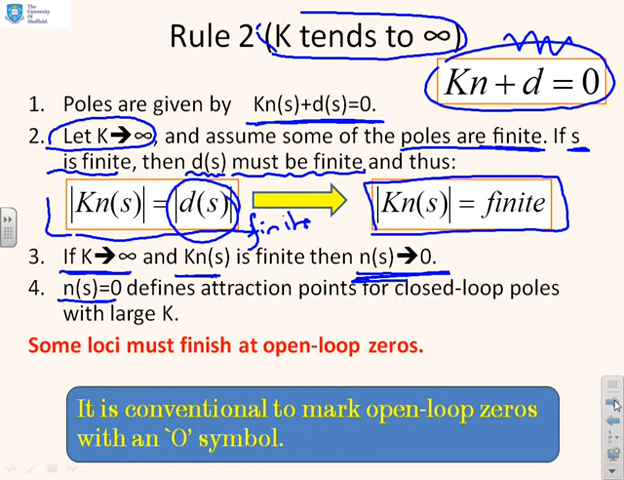 The
University
Of
Sheffield.
Rule 2 (K tends to ∞)
Kn + d = 0
1. Poles are given by Kn(s)+d(s)=0.
2. Let K→∞, and assume some of the poles are finite. If s
is finite, then d(s) must be finite and thus:
|Kn(s)| = |d(s)|
|Kn(s)| = finite
finite
3. If K→∞ and Kn(s) is finite then n(s)→0.
4. n(s)=0 defines attraction points for closed-loop poles
with large K.
Some loci must finish at open-loop zeros.
It is conventional to mark open-loop zeros
with an `O' symbol.